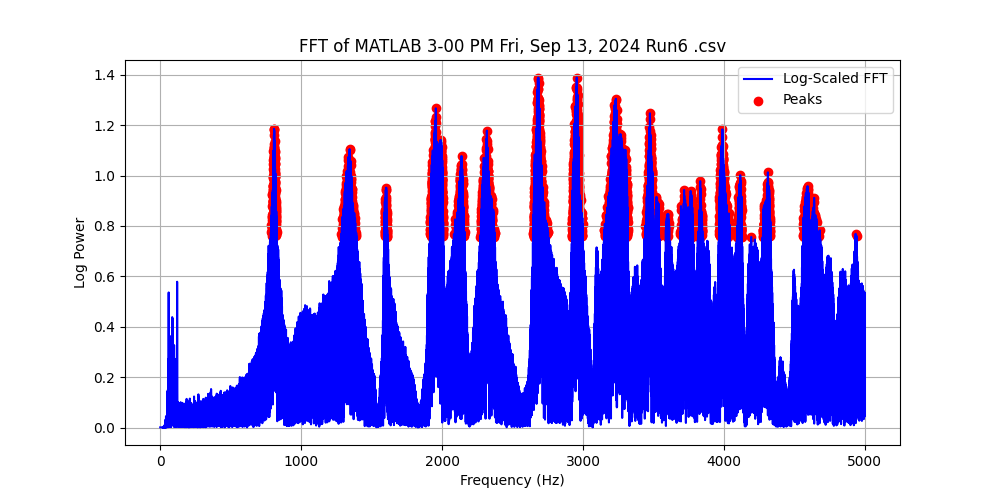 FFT of MATLAB 3-00 PM Fri, Sep 13, 2024 Run6 .csv
Log-Scaled FFT
Peaks
Log Power
1.4
1.2
1.0
0.8
0.6
0.4
0.2
0.0
0 1000 2000 3000 4000 5000
Frequency (Hz)